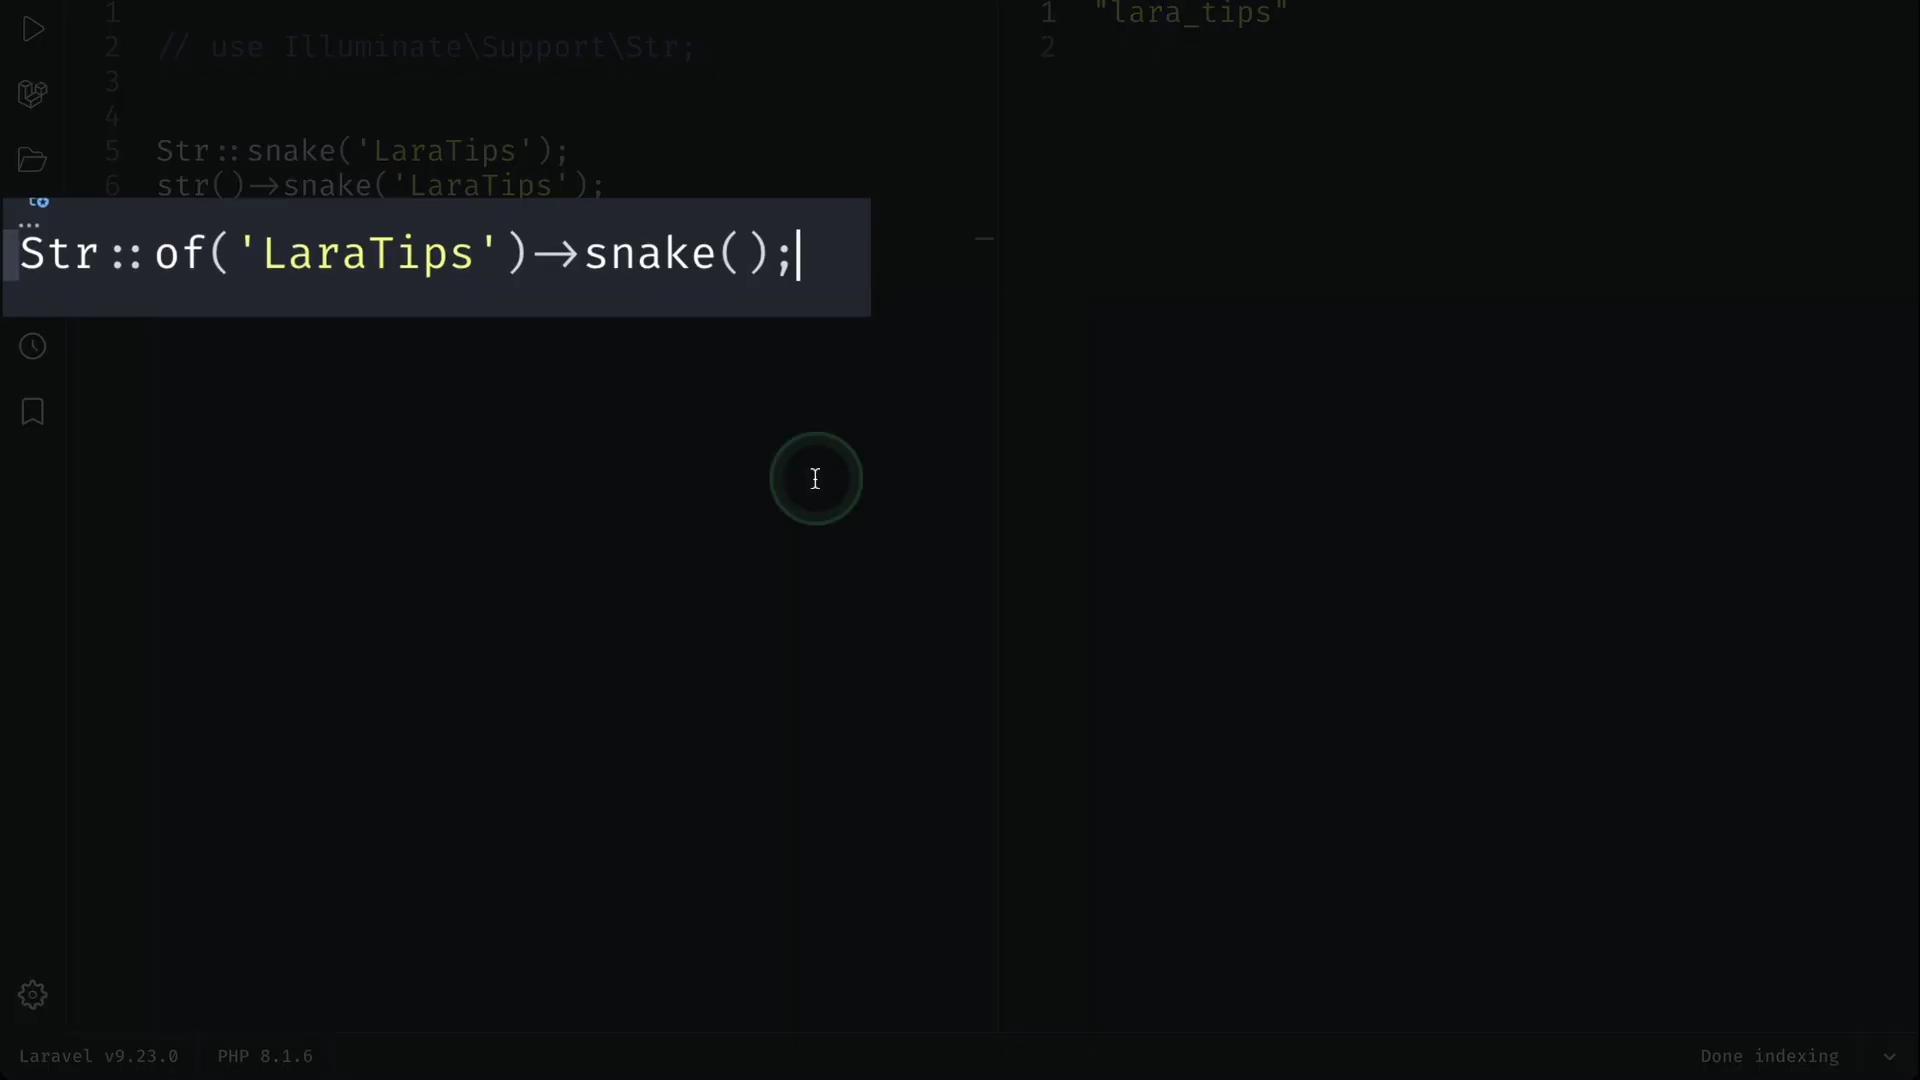 1
2 // use Illuminate\Support\Str;
3
4
5 Str::snake('LaraTips');
6 str()->snake('LaraTips');
Str::of('LaraTips')->snake();
1 "lara_tips"
2
Laravel v9.23.0 PHP 8.1.6 Done indexing